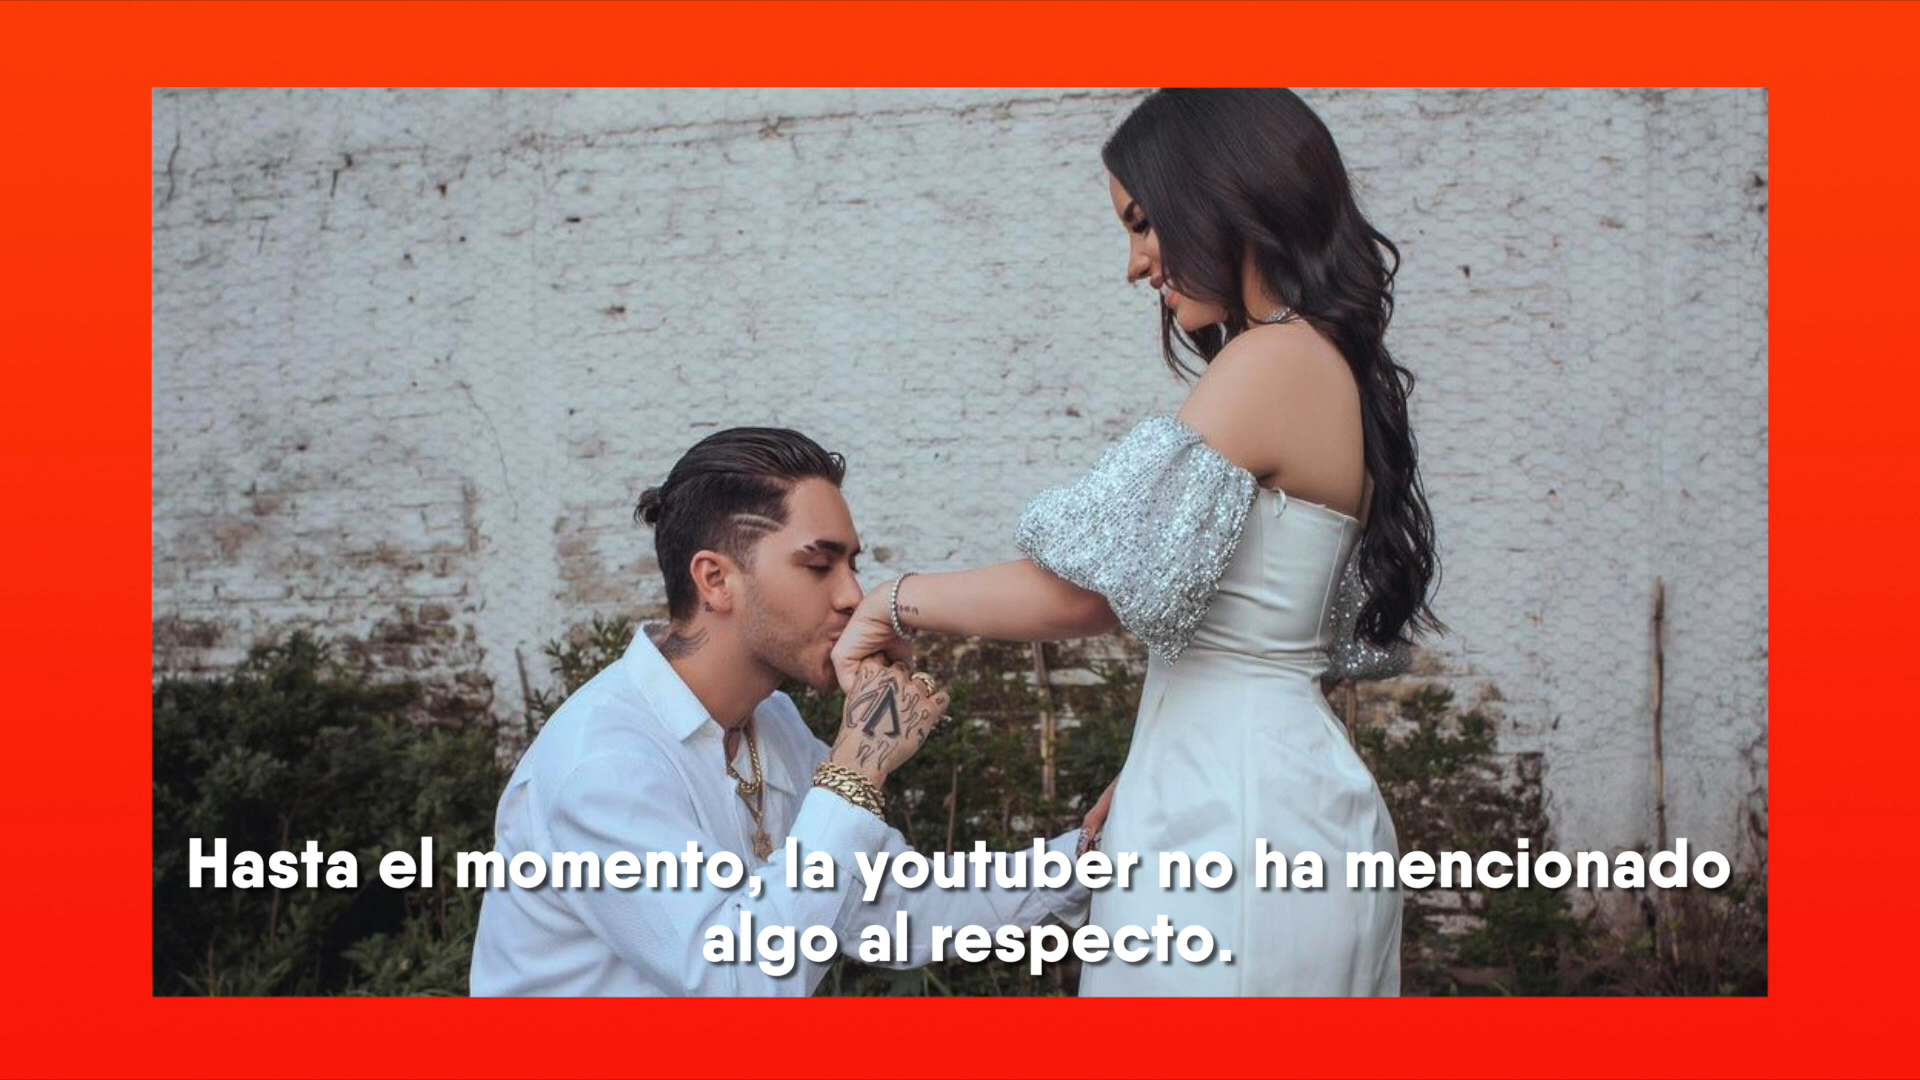 Hasta el momento, la youtuber no ha mencionado
algo al respecto.